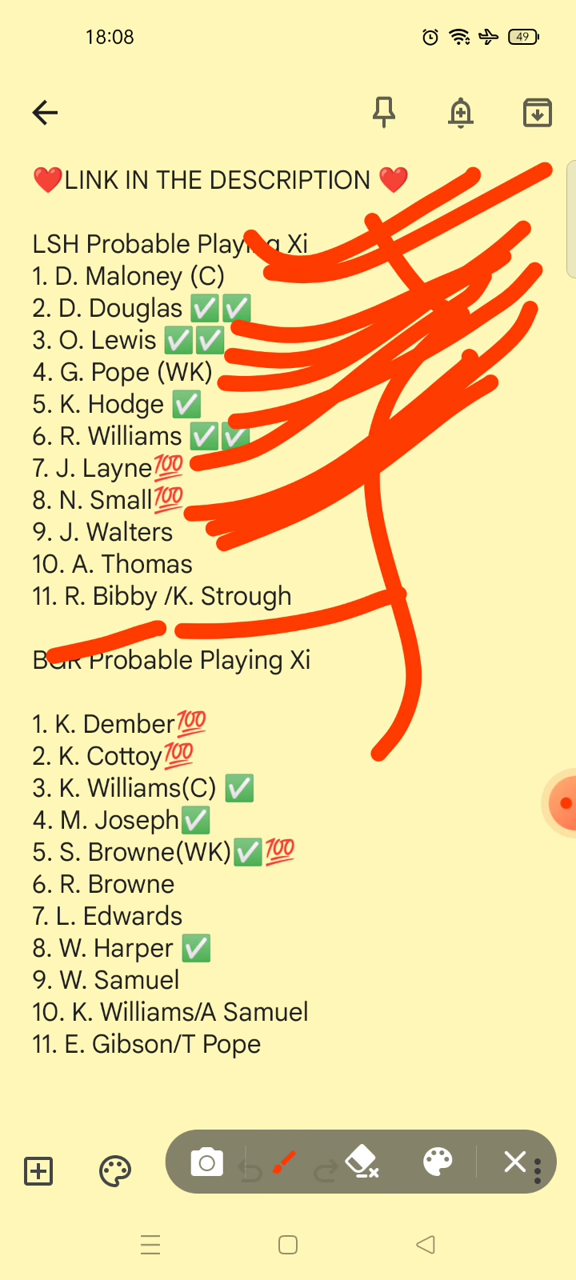 18:08
49
❤️LINK IN THE DESCRIPTION ❤️
LSH Probable Playing Xi
1. D. Maloney (C)
2. D. Douglas ✅✅
3. O. Lewis ✅✅
4. G. Pope (WK)
5. K. Hodge ✅
6. R. Williams ✅✅
7. J. Layne💯
8. N. Small💯
9. J. Walters
10. A. Thomas
11. R. Bibby /K. Strough
Probable Playing Xi
1. K. Dember💯
2. K. Cottoy💯
3. K. Williams(C) ✅
4. M. Joseph✅
5. S. Browne(WK)✅💯
6. R. Browne
7. L. Edwards
8. W. Harper ✅
9. W. Samuel
10. K. Williams/A Samuel
11. E. Gibson/T Pope